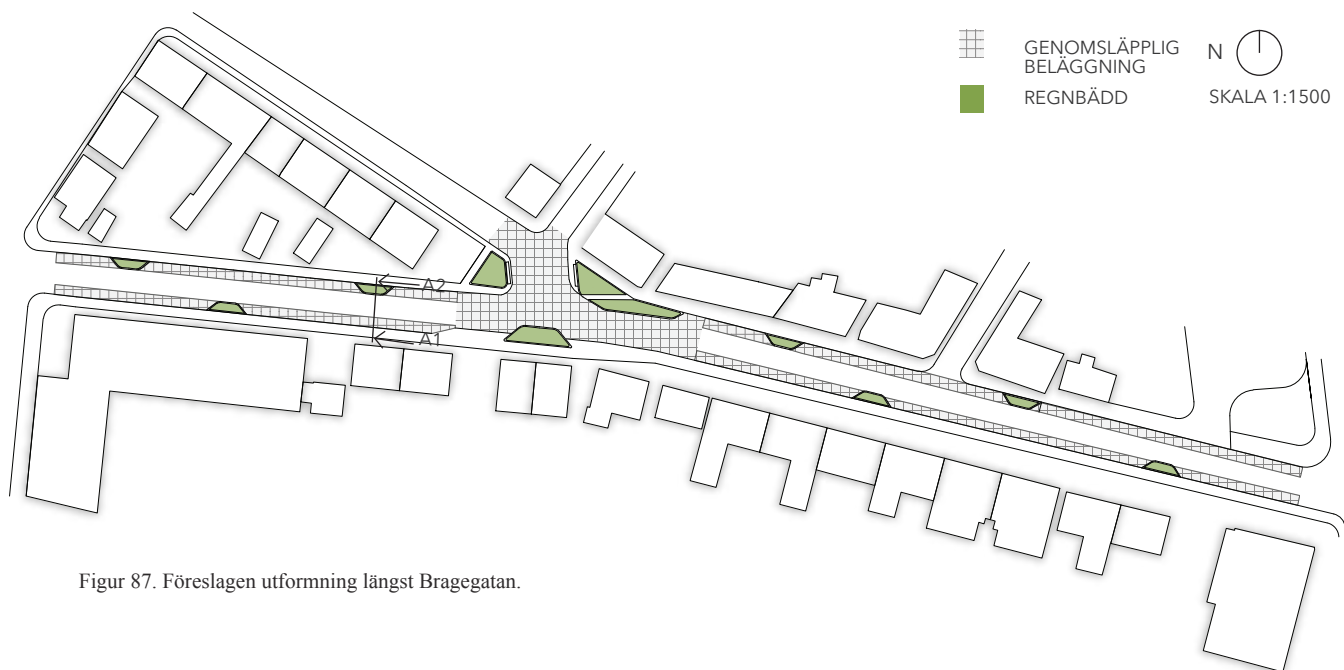 GENOMSLÄPPLIG
BELÄGGNING
N
REGNBÄDD
SKALA 1:1500
A2
A1
Figur 87. Föreslagen utformning längst Bragegatan.